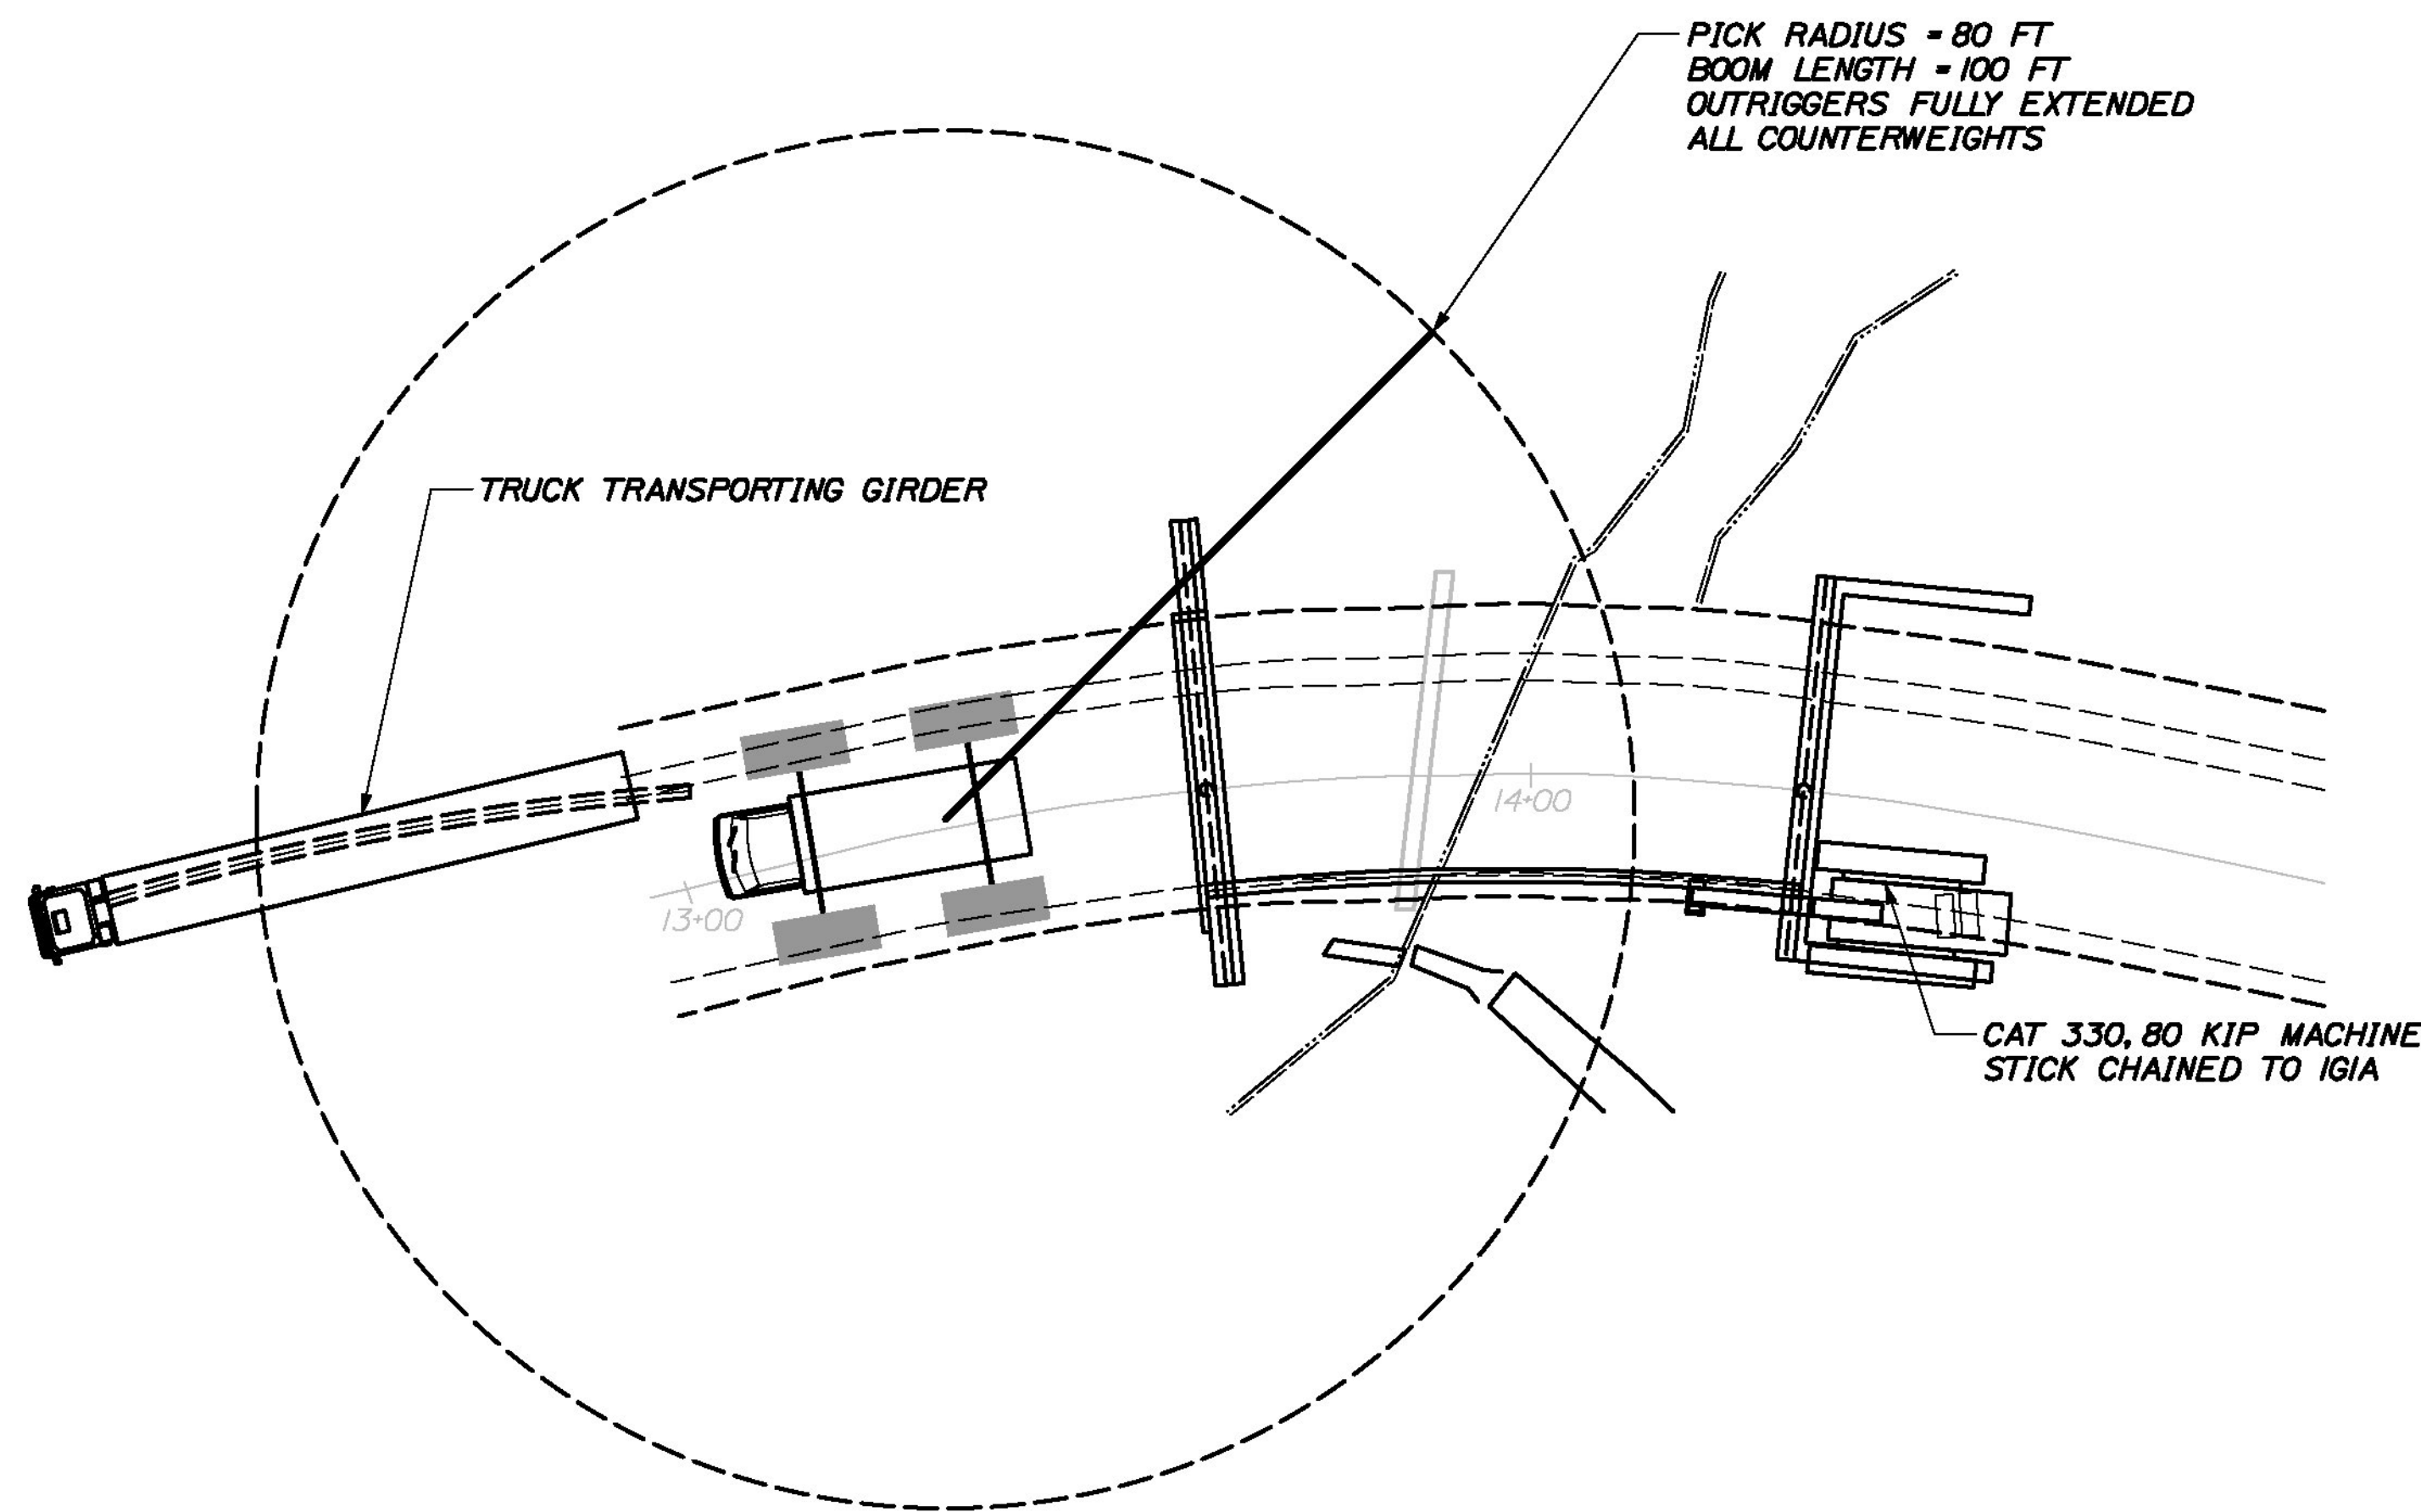 PICK RADIUS = 80 FT
BOOM LENGTH = 100 FT
OUTRIGGERS FULLY EXTENDED
ALL COUNTERWEIGHTS
TRUCK TRANSPORTING GIRDER
14+00
13+00
CAT 330, 80 KIP MACHINE
STICK CHAINED TO 1G1A